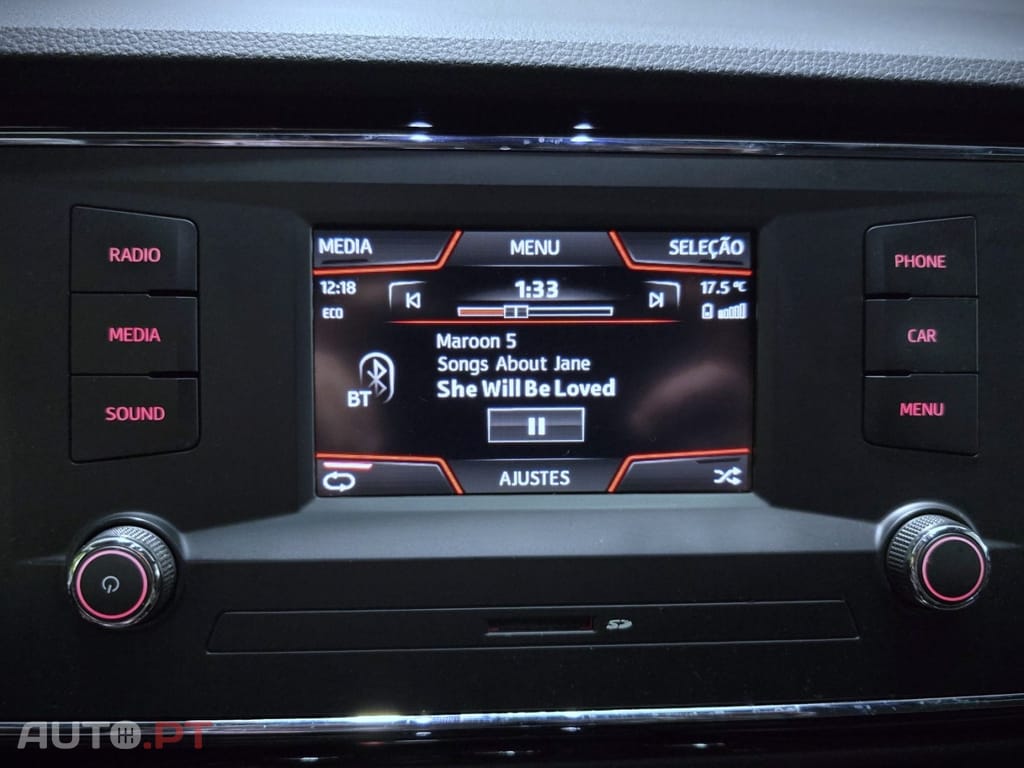 RADIO
MEDIA
SOUND
MEDIA
MENU
SELEÇÃO
12:18
1:33
17.5 °C
ECO
Maroon 5
Songs About Jane
She Will Be Loved
BT
AJUSTES
PHONE
CAR
MENU
SD
AUTO.PT